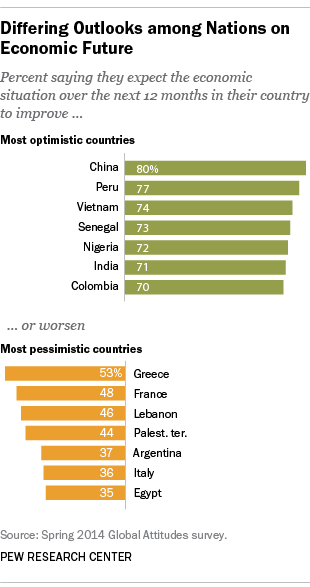 Differing Outlooks among Nations on
Economic Future
Percent saying they expect the economic
situation over the next 12 months in their country
to improve ...
Most optimistic countries
China 80%
Peru 77
Vietnam 74
Senegal 73
Nigeria 72
India 71
Colombia 70
... or worsen
Most pessimistic countries
53% Greece
48 France
46 Lebanon
44 Palest. ter.
37 Argentina
36 Italy
35 Egypt
Source: Spring 2014 Global Attitudes survey.
PEW RESEARCH CENTER